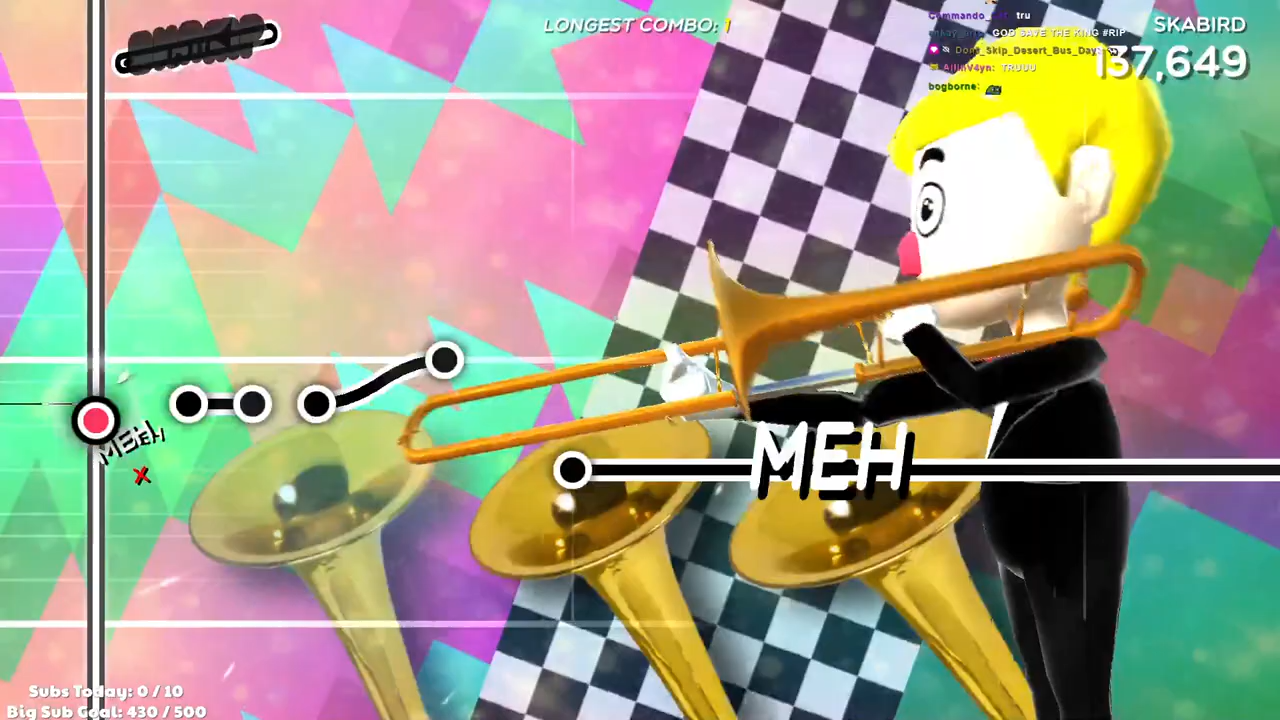 LONGEST COMBO: 1
tru
GOD SAVE THE KING #RIP
Dont_Skip_Desert_Bus_Day:
TRUUU
bogborne:
SKABIRD
137,649
MEH
X
MEH
Subs Today: 0 / 10
Big Sub Goal: 430 / 500